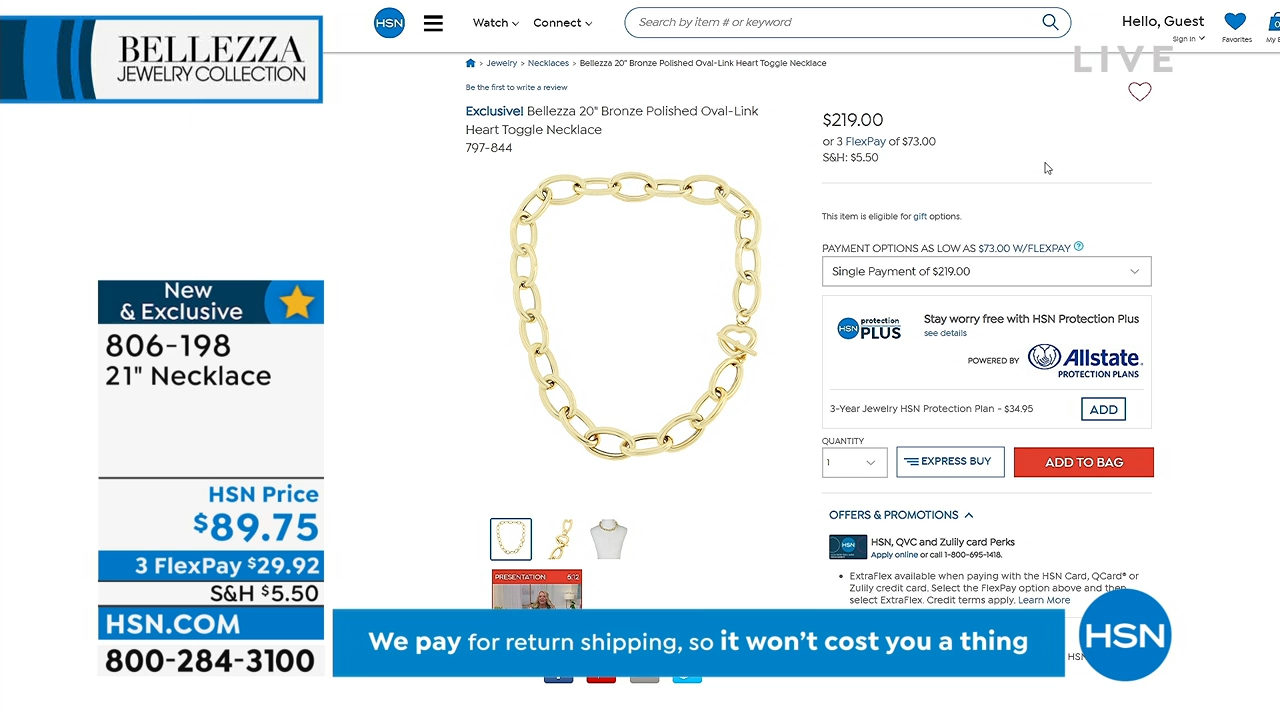 BELLEZZA
JEWELRY COLLECTION
HSN
Watch
Connect
Search by item # or keyword
Hello, Guest
Sign In
Favorites
0
LIVE
> Jewelry > Necklaces > Bellezza 20" Bronze Polished Oval-Link Heart Toggle Necklace
Be the first to write a review
Exclusive! Bellezza 20" Bronze Polished Oval-Link
Heart Toggle Necklace
797-844
$219.00
or 3 FlexPay of $73.00
S&H: $5.50
This item is eligible for gift options.
PAYMENT OPTIONS AS LOW AS $73.00 W/FLEXPAY ?
Single Payment of $219.00
HSN protection
PLUS
Stay worry free with HSN Protection Plus
see details
POWERED BY Allstate.
PROTECTION PLANS
3-Year Jewelry HSN Protection Plan - $34.95
ADD
QUANTITY
1
EXPRESS BUY
ADD TO BAG
OFFERS & PROMOTIONS
HSN
HSN, QVC and Zulily card Perks
Apply online or call 1-800-695-1418.
• ExtraFlex available when paying with the HSN Card, QCard® or
Zulily credit card. Select the FlexPay option above and then
select ExtraFlex. Credit terms apply. Learn More
HSN
PRESENTATION 5:12
New
& Exclusive
806-198
21" Necklace
HSN Price
$89.75
3 FlexPay $29.92
S&H $5.50
HSN.COM
800-284-3100
We pay for return shipping, so it won't cost you a thing
HSN